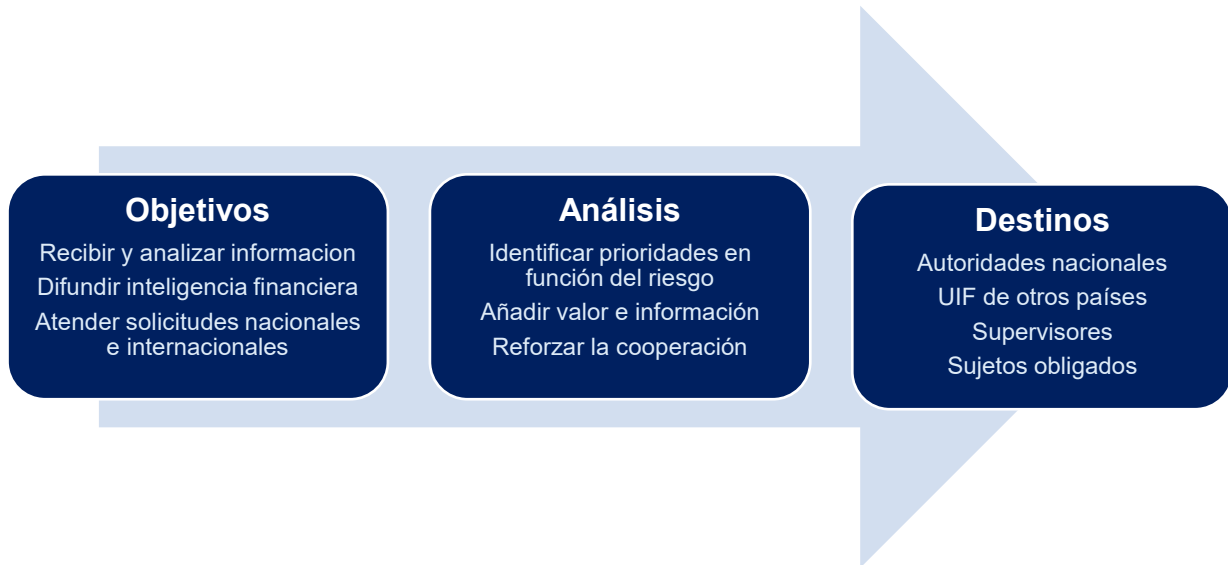 Objetivos
Recibir y analizar informacion
Difundir inteligencia financiera
Atender solicitudes nacionales
e internacionales
Análisis
Identificar prioridades en
función del riesgo
Añadir valor e información
Reforzar la cooperación
Destinos
Autoridades nacionales
UIF de otros países
Supervisores
Sujetos obligados